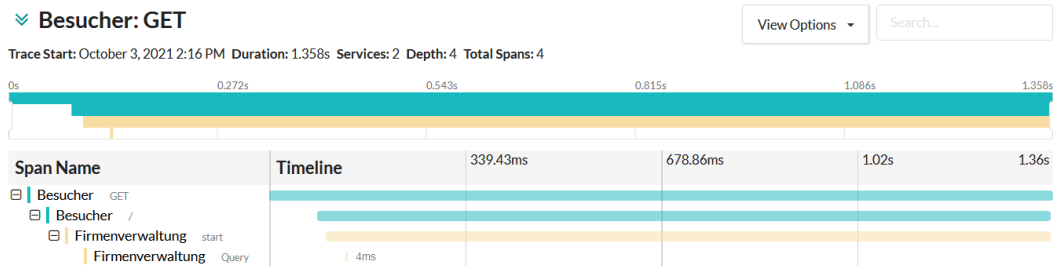 Besucher: GET
View Options
Search...
Trace Start: October 3, 2021 2:16 PM Duration: 1.358s Services: 2 Depth: 4 Total Spans: 4
0s 0.272s 0.543s 0.815s 1.086s 1.358s
Span Name Timeline 339.43ms 678.86ms 1.02s 1.36s
Besucher GET
Besucher /
Firmenverwaltung start
Firmenverwaltung Query 4ms